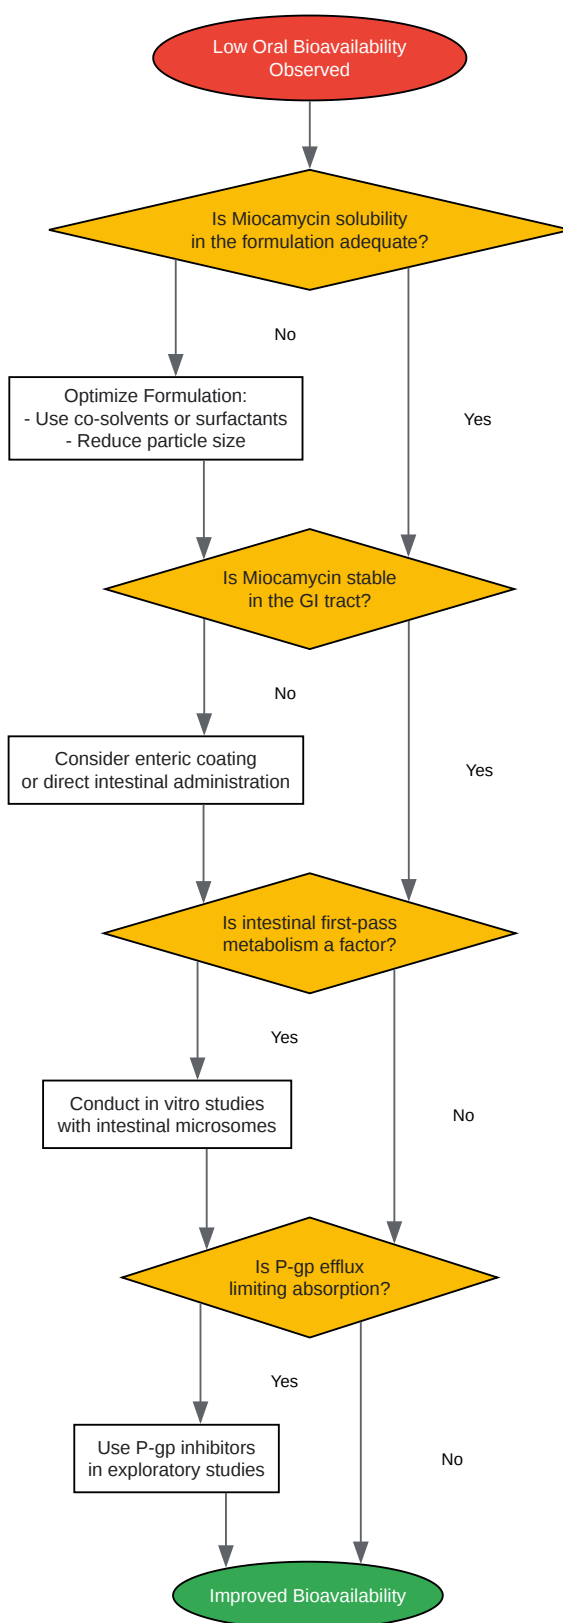 Low Oral Bioavailability
Observed
Is Miocamycin solubility
in the formulation adequate?
No
Optimize Formulation:
- Use co-solvents or surfactants
- Reduce particle size
Yes
Is Miocamycin stable
in the GI tract?
No
Consider enteric coating
or direct intestinal administration
Yes
Is intestinal first-pass
metabolism a factor?
Yes
Conduct in vitro studies
with intestinal microsomes
No
Is P-gp efflux
limiting absorption?
Yes
Use P-gp inhibitors
in exploratory studies
No
Improved Bioavailability